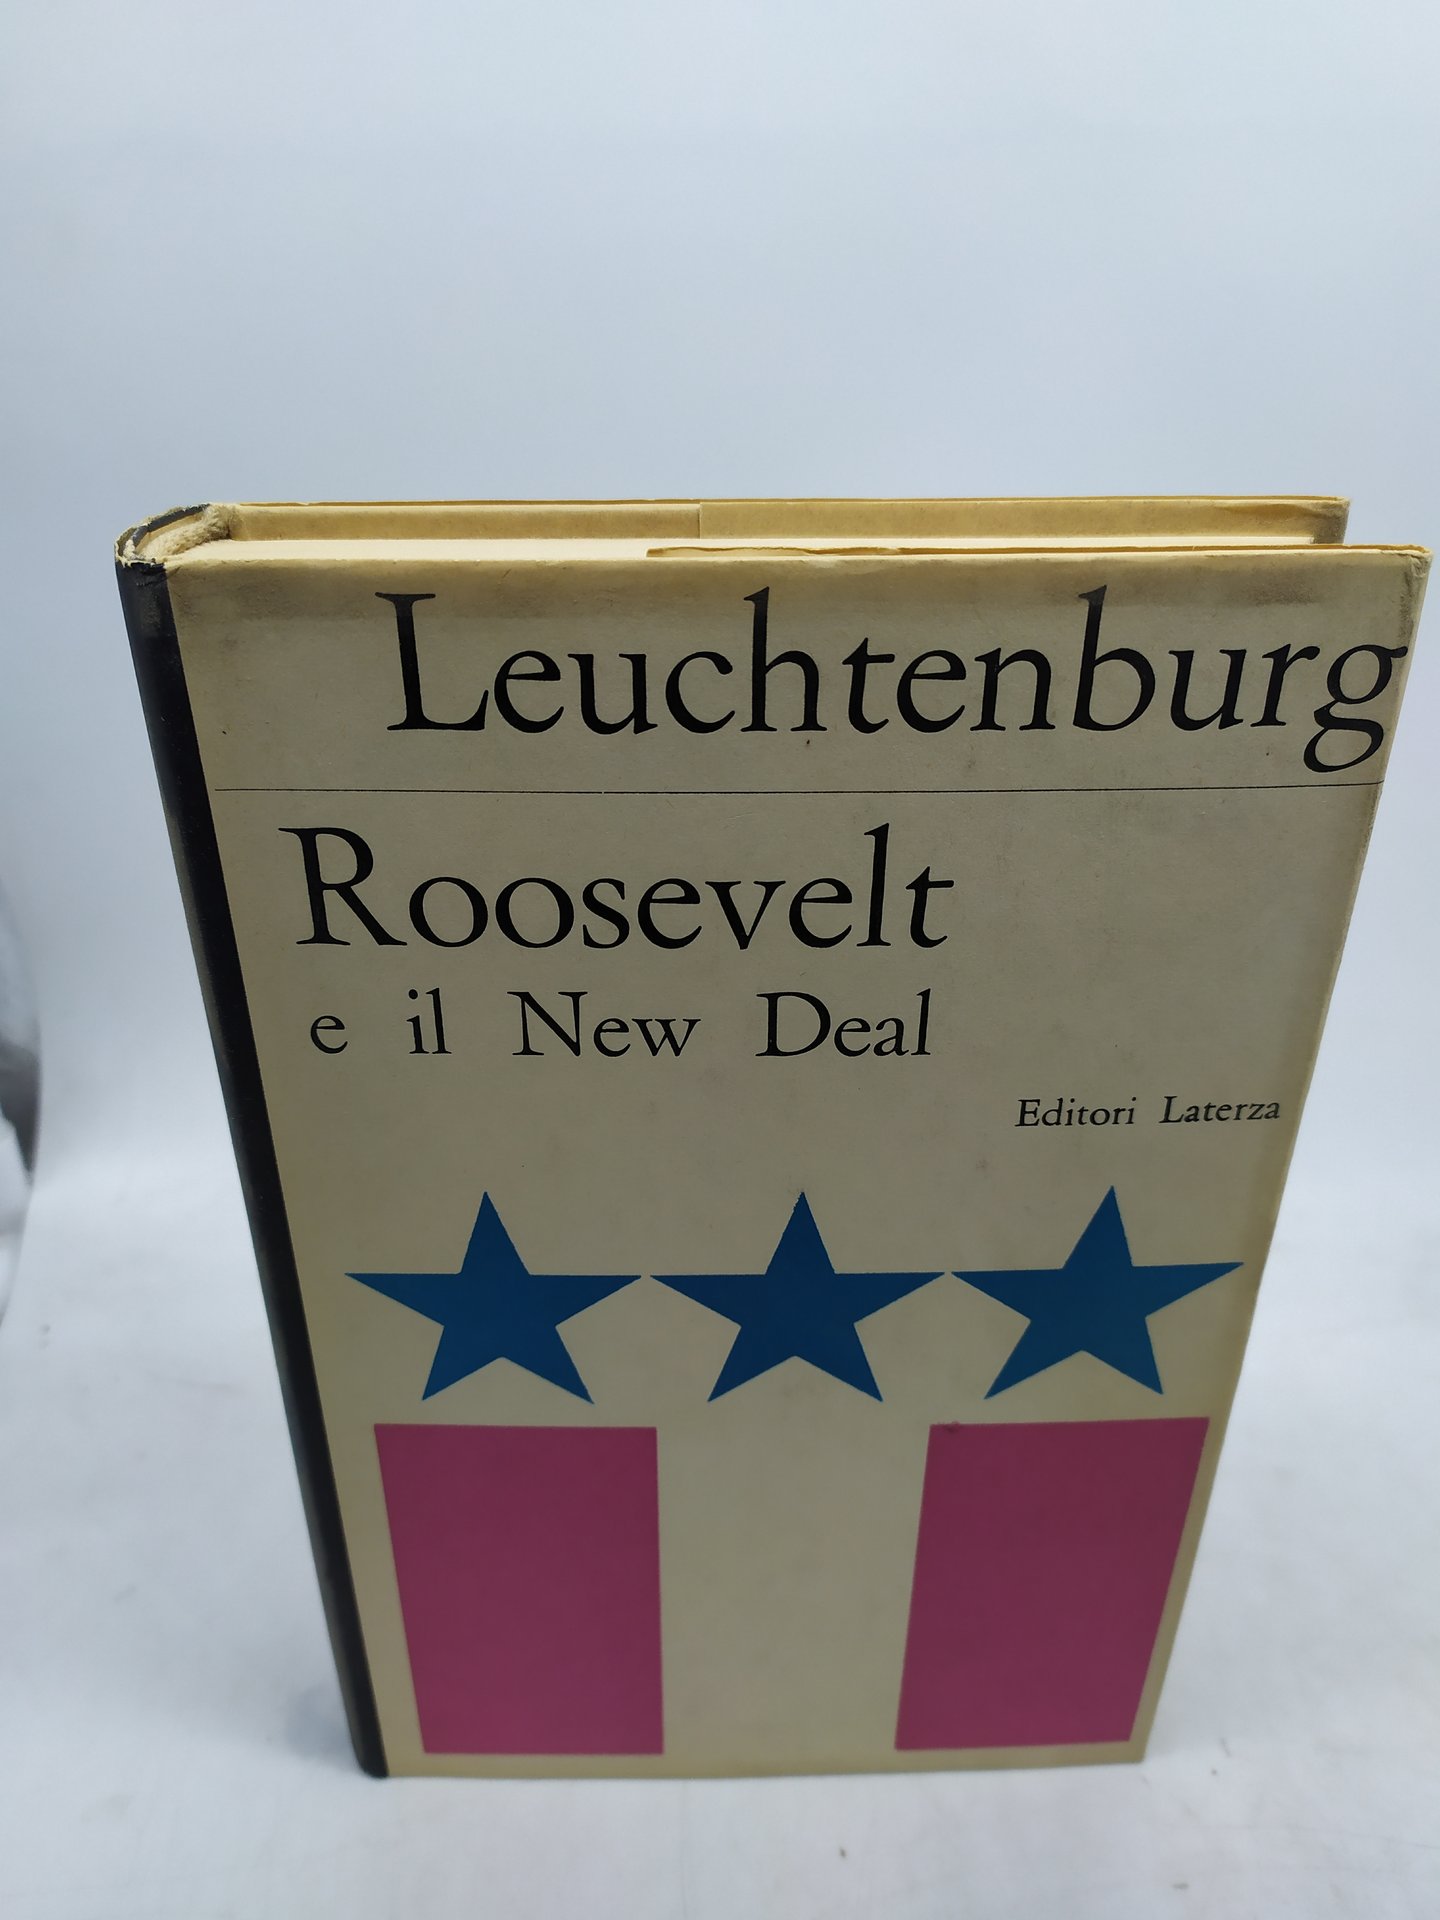 Leuchtenburg
Roosevelt
e il New Deal
Editori Laterza